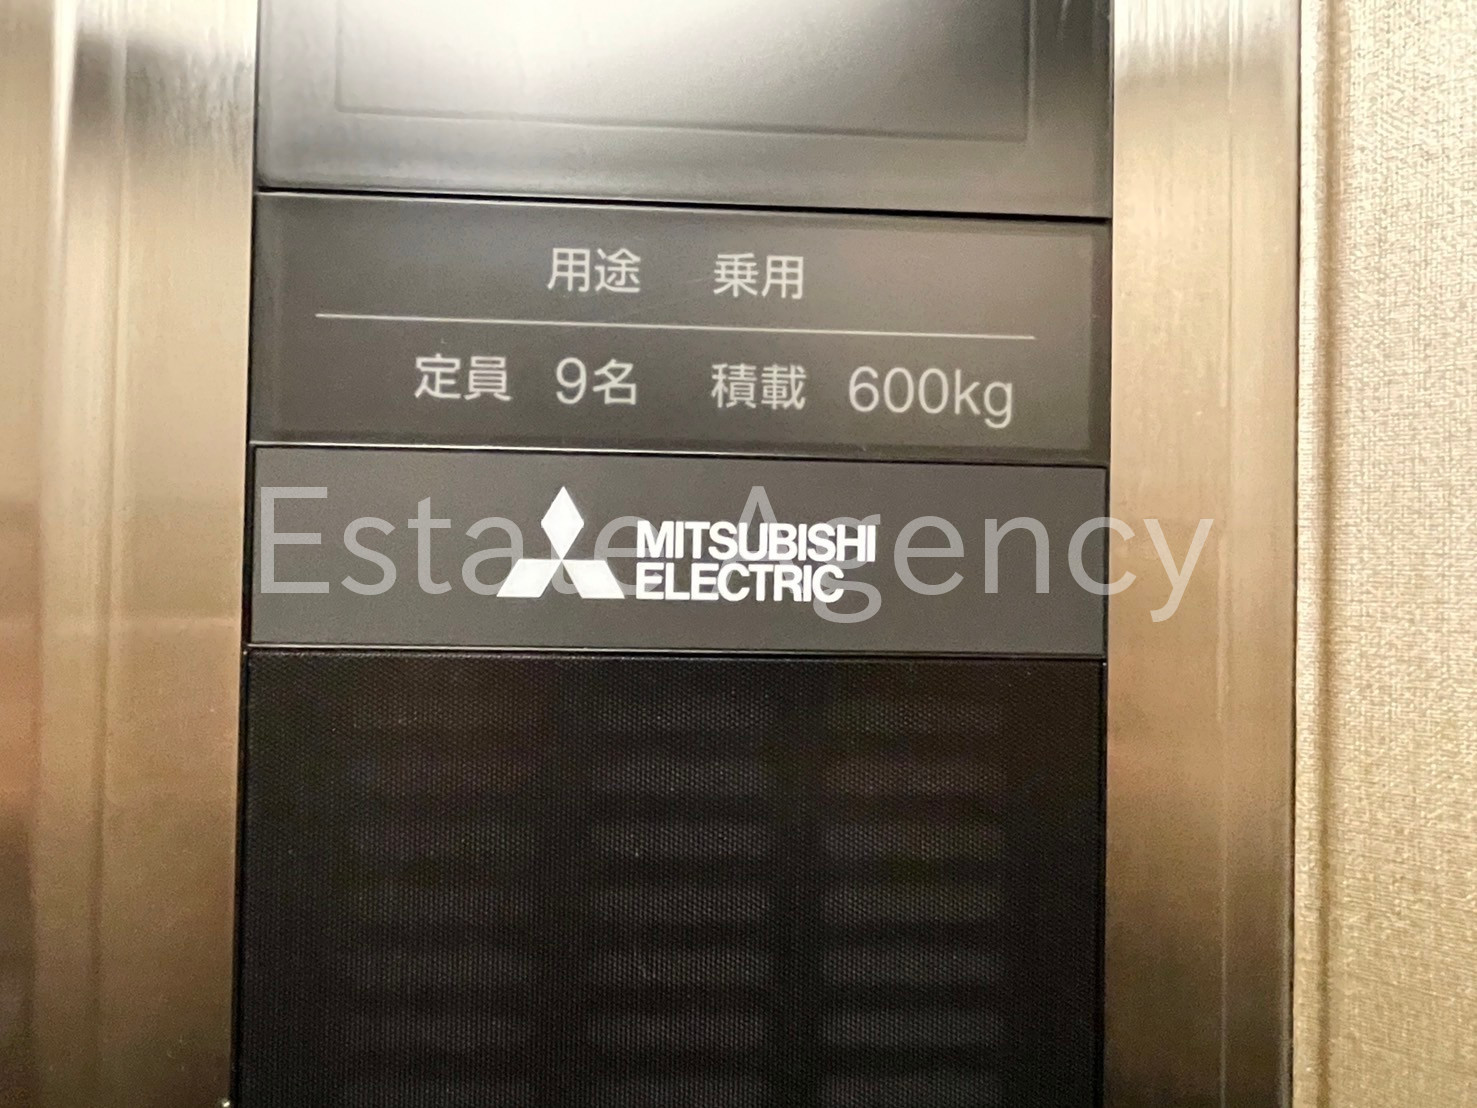 用途 乗用
定員 9名 積載 600kg
Estate Agency
MITSUBISHI
ELECTRIC